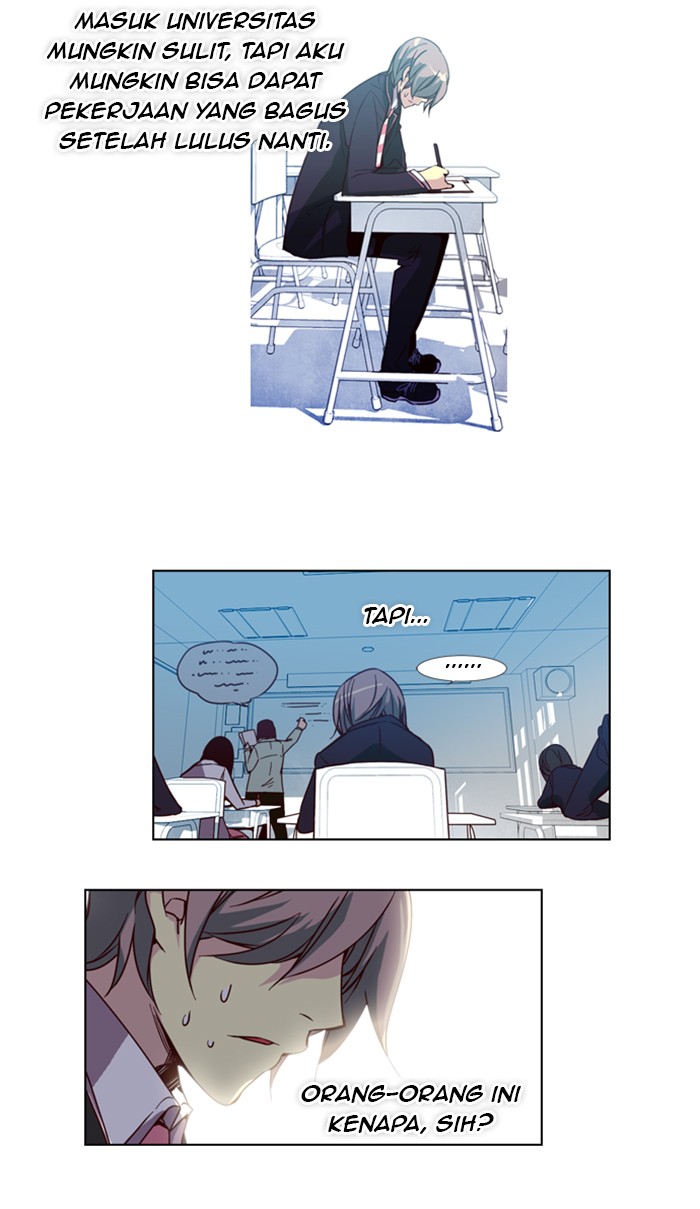 MASUK UNIVERSITAS
MUNGKIN SULIT, TAPI AKU
MUNGKIN BISA DAPAT
PEKERJAAN YANG BAGUS
SETELAH LULUS NANTI.
TAPI...
......
ORANG-ORANG INI
KENAPA, SIH?